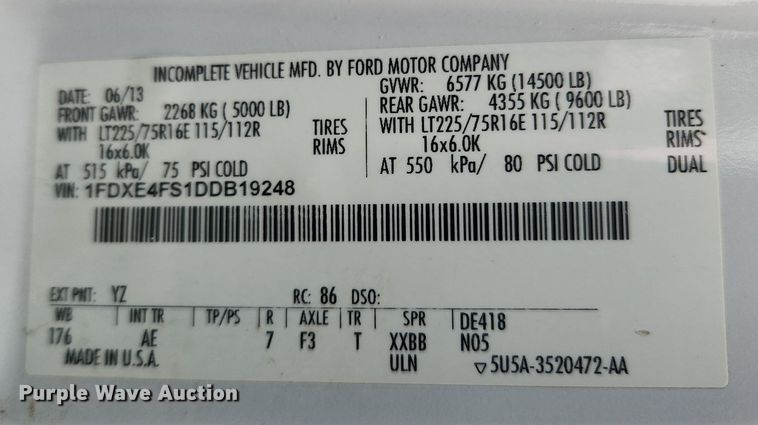 INCOMPLETE VEHICLE MFD. BY FORD MOTOR COMPANY
DATE: 06/13 GVWR: 6577 KG (14500 LB)
FRONT GAWR: 2268 KG ( 5000 LB) REAR GAWR: 4355 KG ( 9600 LB)
WITH LT225/75R16E 115/112R TIRES WITH LT225/75R16E 115/112R TIRES
16x6.0K RIMS 16x6.0K RIMS
AT 515 kPa/ 75 PSI COLD AT 550 kPa/ 80 PSI COLD DUAL
VIN: 1FDXE4FS1DDB19248
EXT PNT: YZ RC: 86 DSO:
WB INT TR TP/PS R AXLE TR SPR DE418
176 AE 7 F3 T XXBB N05
MADE IN U.S.A. ULN ▽5U5A-3520472-AA
Purple Wave Auction